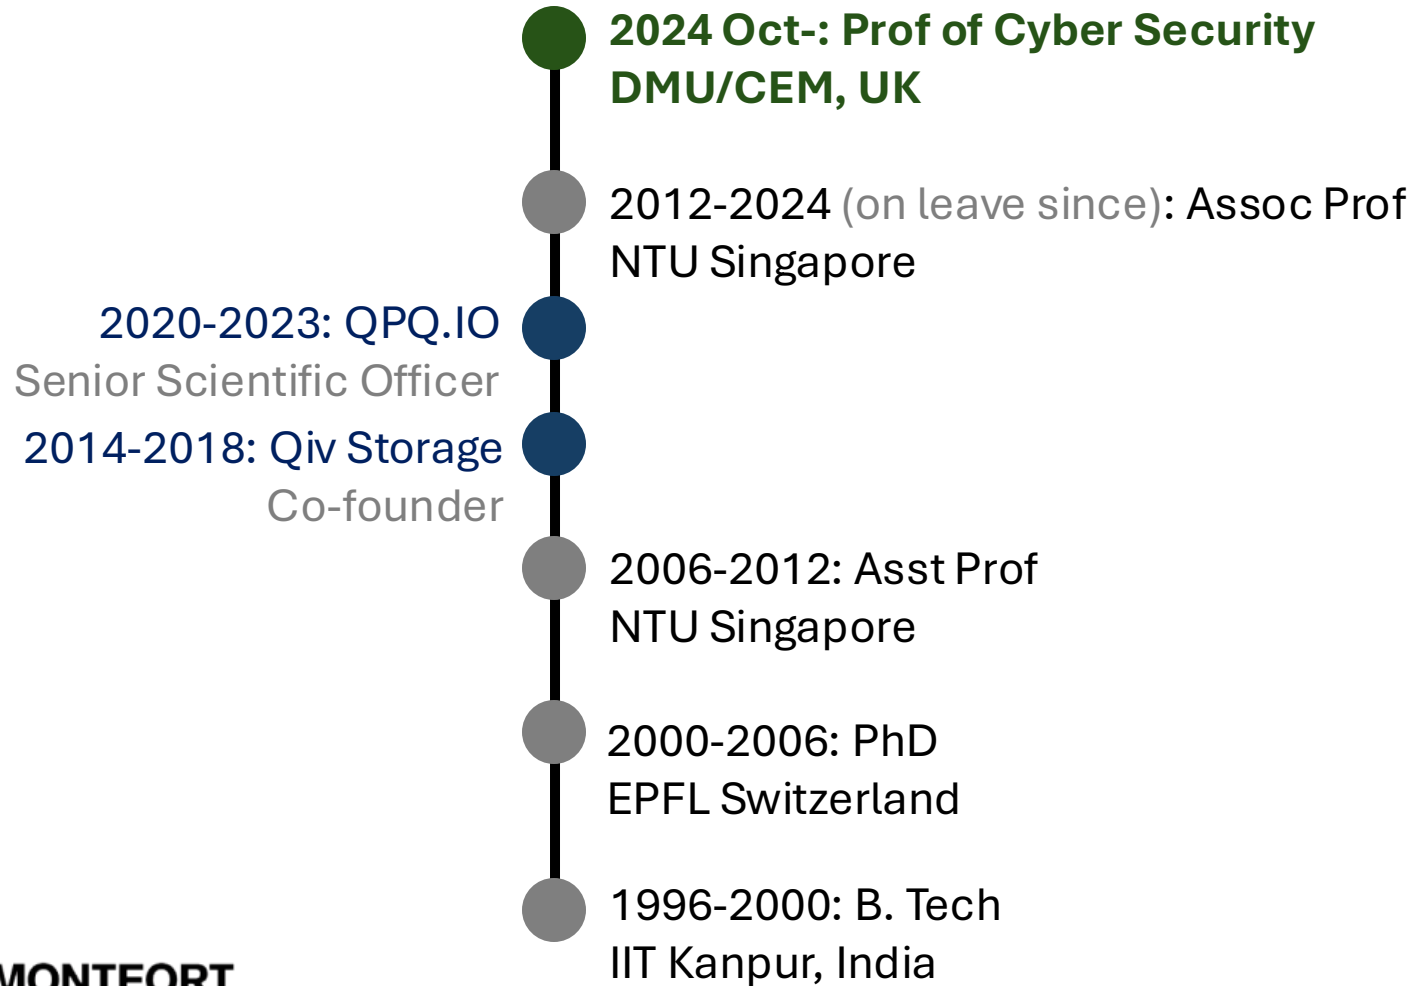 2024 Oct-: Prof of Cyber Security
DMU/CEM, UK
2012-2024 (on leave since): Assoc Prof
NTU Singapore
2020-2023: QPQ.IO
Senior Scientific Officer
2014-2018: Qiv Storage
Co-founder
2006-2012: Asst Prof
NTU Singapore
2000-2006: PhD
EPFL Switzerland
1996-2000: B. Tech
IIT Kanpur, India
MONTFORT